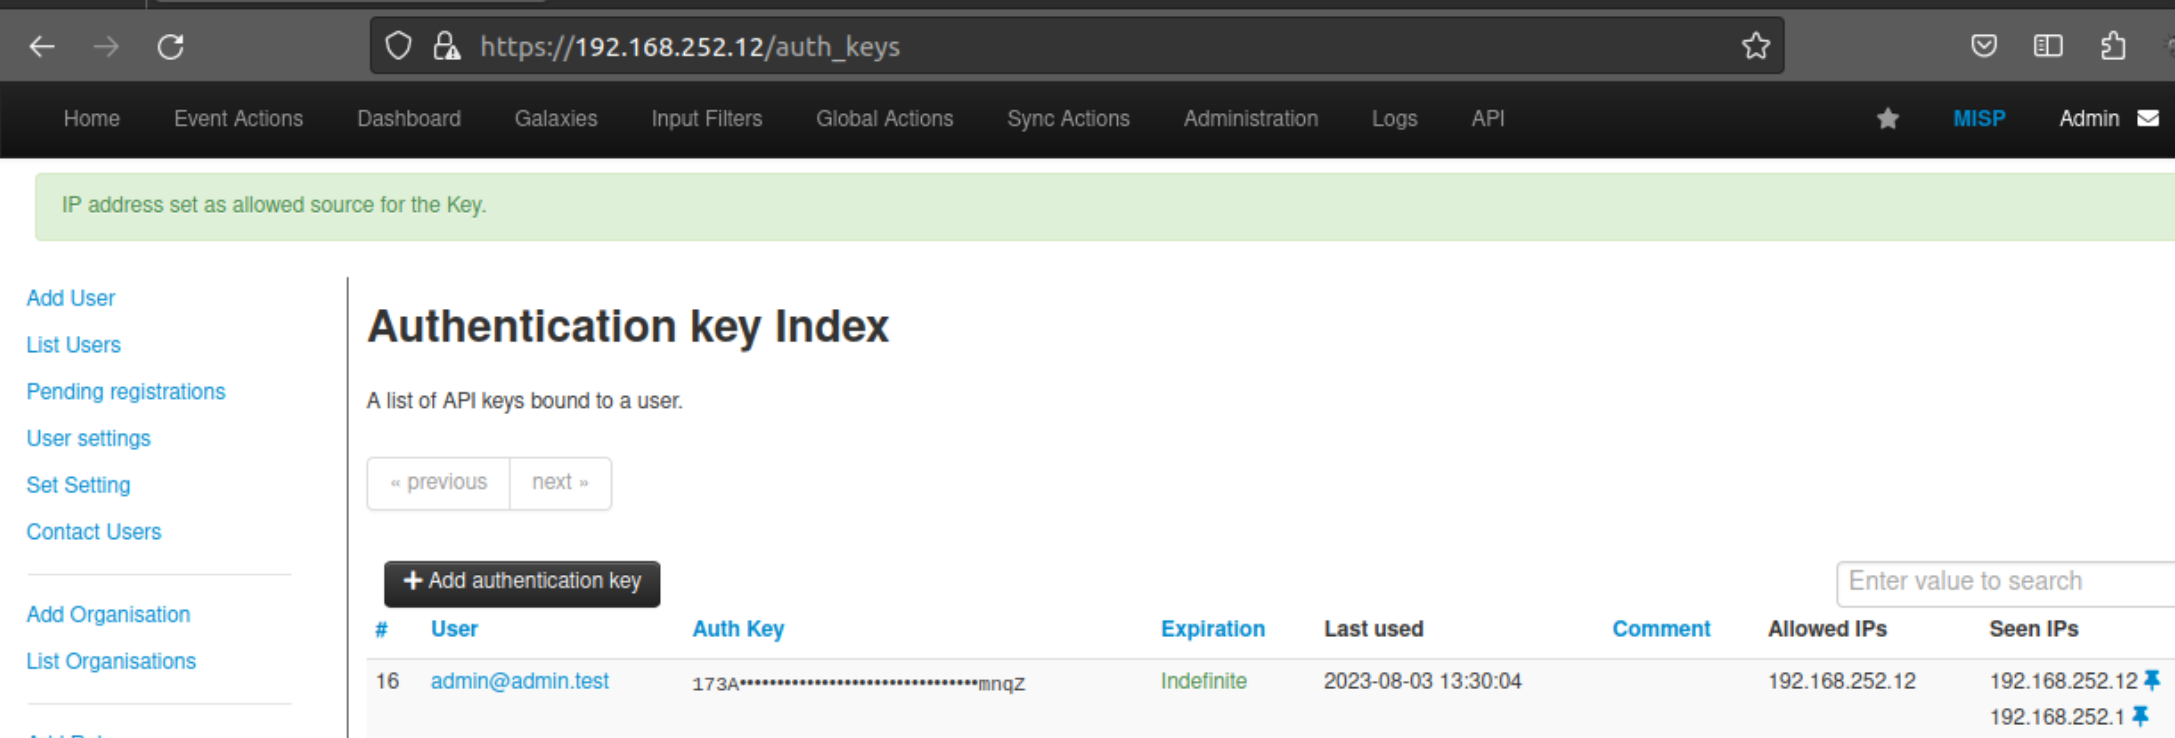 https://192.168.252.12/auth_keys
Home Event Actions Dashboard Galaxies Input Filters Global Actions Sync Actions Administration Logs API MISP Admin
IP address set as allowed source for the Key.
Add User
List Users
Pending registrations
User settings
Set Setting
Contact Users
Add Organisation
List Organisations
Authentication key Index
A list of API keys bound to a user.
« previous next »
+ Add authentication key
Enter value to search
# User Auth Key Expiration Last used Comment Allowed IPs Seen IPs
16 admin@admin.test 173A••••••••••••••••••••••••••••••••mnqZ Indefinite 2023-08-03 13:30:04 192.168.252.12 192.168.252.12
192.168.252.1